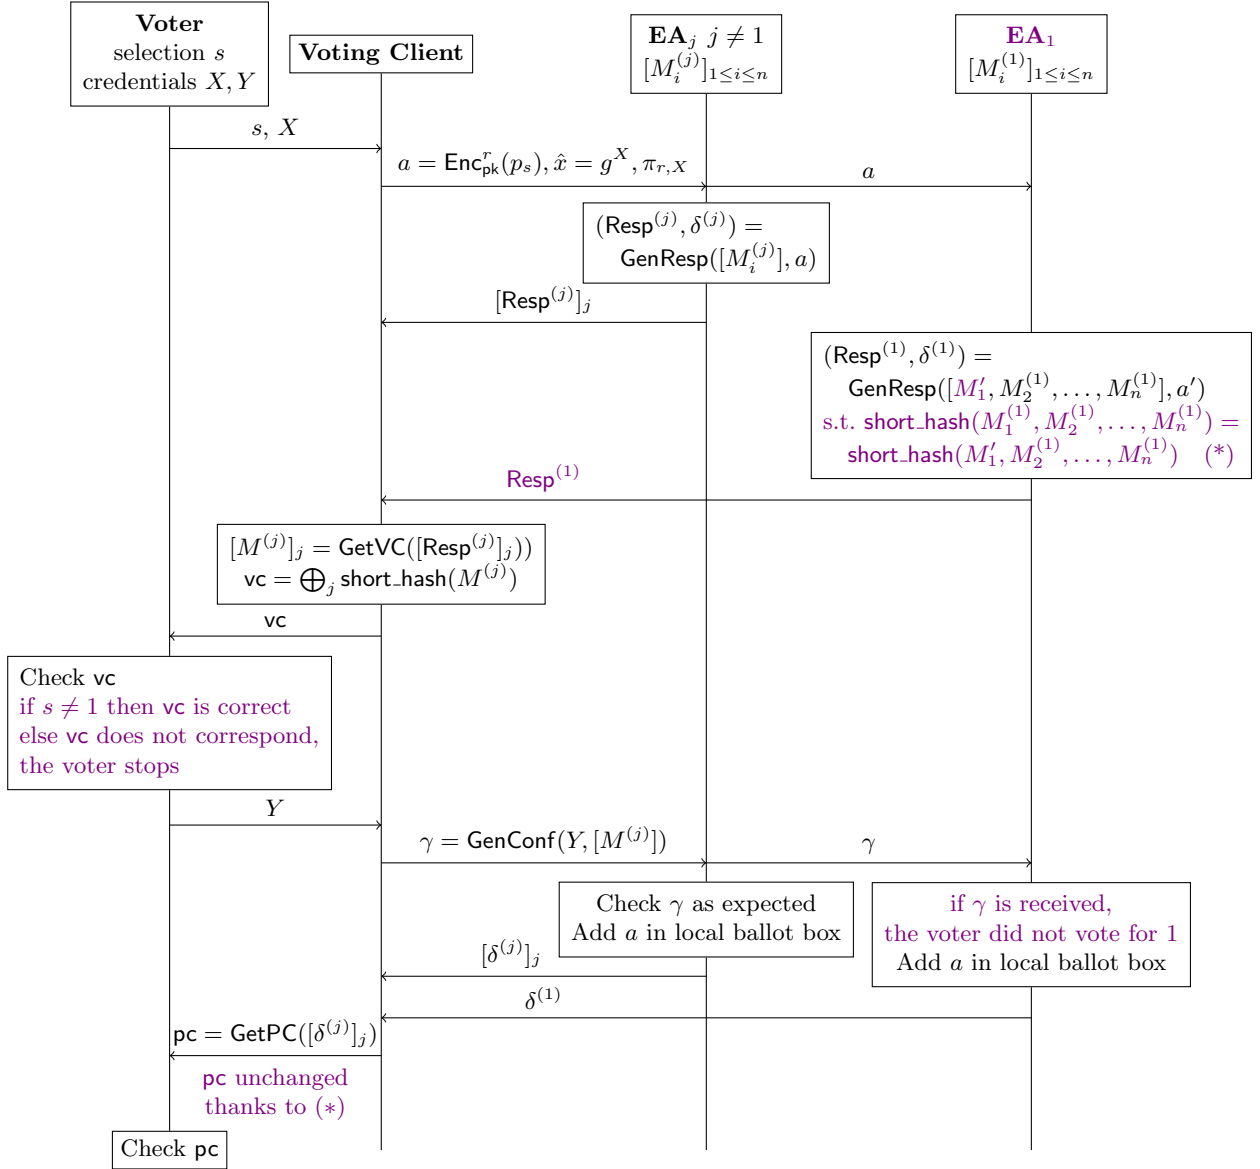 Voter
selection s
credentials X, Y
Voting Client
EA_j j ≠ 1
[M_i^{(j)}]_{1≤i≤n}
EA_1
[M_i^{(1)}]_{1≤i≤n}
s, X
a = Enc_{pk}^r(p_s), x̂ = g^X, π_{r,X}
a
(Resp^{(j)}, δ^{(j)}) =
GenResp([M_i^{(j)}], a)
[Resp^{(j)}]_j
(Resp^{(1)}, δ^{(1)}) =
GenResp([M'_1, M_2^{(1)}, . . . , M_n^{(1)}], a')
s.t. short_hash(M_1^{(1)}, M_2^{(1)}, . . . , M_n^{(1)}) =
short_hash(M'_1, M_2^{(1)}, . . . , M_n^{(1)}) (*)
Resp^{(1)}
[M^{(j)}]_j = GetVC([Resp^{(j)}]_j))
vc = ⊕_j short_hash(M^{(j)})
vc
Check vc
if s ≠ 1 then vc is correct
else vc does not correspond,
the voter stops
Y
γ = GenConf(Y, [M^{(j)}])
γ
Check γ as expected
Add a in local ballot box
if γ is received,
the voter did not vote for 1
Add a in local ballot box
[δ^{(j)}]_j
δ^{(1)}
pc = GetPC([δ^{(j)}]_j)
pc unchanged
thanks to (∗)
Check pc